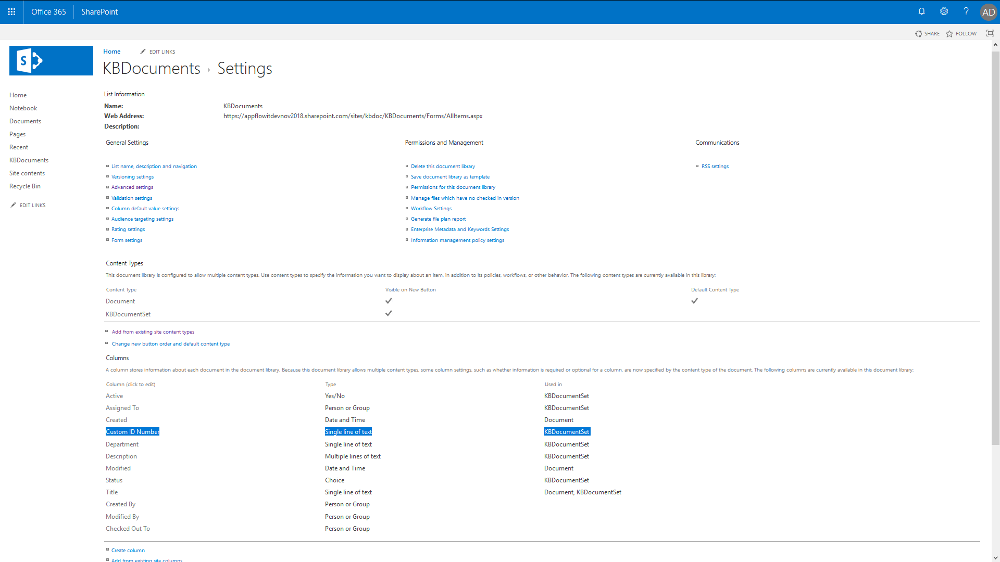 Office 365 SharePoint ? AD
SHARE FOLLOW
S
Home EDIT LINKS
KBDocuments Settings
Home
Notebook
Documents
Pages
Recent
KBDocuments
Site contents
Recycle Bin
EDIT LINKS
List Information
Name: KBDocuments
Web Address: https://appflowitdevnov2018.sharepoint.com/sites/kbdoc/KBDocuments/Forms/AllItems.aspx
Description:
General Settings Permissions and Management Communications
List name, description and navigation Delete this document library RSS settings
Versioning settings Save document library as template
Advanced settings Permissions for this document library
Validation settings Manage files which have no checked in version
Column default value settings Workflow Settings
Audience targeting settings Generate file plan report
Rating settings Enterprise Metadata and Keywords Settings
Form settings Information management policy settings
Content Types
This document library is configured to allow multiple content types. Use content types to specify the information you want to display about an item, in addition to its policies, workflows, or other behavior. The following content types are currently available in this library:
Content Type Visible on New Button Default Content Type
Document
KBDocumentSet
Add from existing site content types
Change new button order and default content type
Columns
A column stores information about each document in the document library. Because this document library allows multiple content types, some column settings, such as whether information is required or optional for a column, are now specified by the content type of the document. The following columns are currently available in this document library:
Column (click to edit) Type Used in
Active Yes/No KBDocumentSet
Assigned To Person or Group KBDocumentSet
Created Date and Time Document
Custom ID Number Single line of text KBDocumentSet
Department Single line of text KBDocumentSet
Description Multiple lines of text KBDocumentSet
Modified Date and Time Document
Status Choice KBDocumentSet
Title Single line of text Document, KBDocumentSet
Created By Person or Group
Modified By Person or Group
Checked Out To Person or Group
Create column
Add from existing site columns